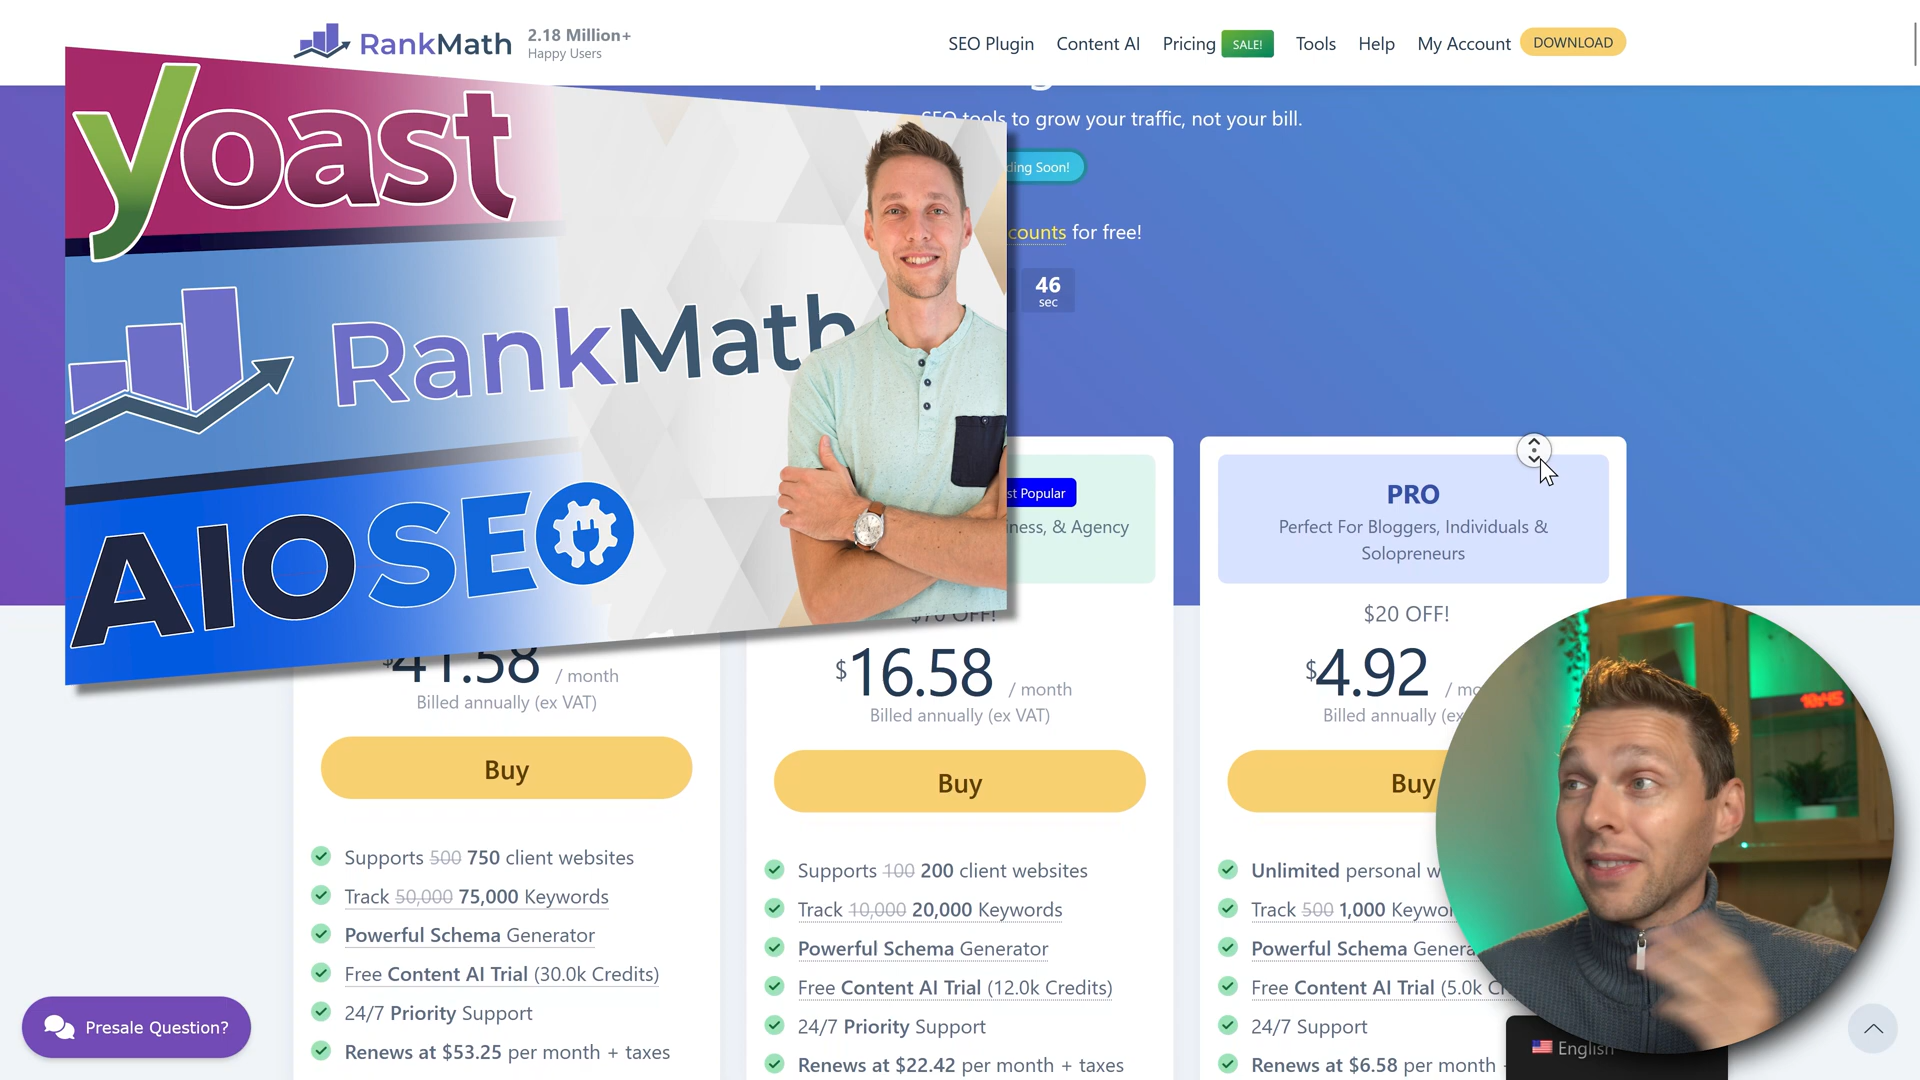 RankMath
2.18 Million+
Happy Users
SEO Plugin
Content AI
Pricing
SALE!
Tools
Help
My Account
DOWNLOAD
tools to grow your traffic, not your bill.
Soon!
for free!
46
sec
yoast
RankMath
AIOSEO
/ month
Billed annually (ex VAT)
Buy
Supports 500 750 client websites
Track 50,000 75,000 Keywords
Powerful Schema Generator
Free Content AI Trial (30.0k Credits)
24/7 Priority Support
Renews at $53.25 per month + taxes
Popular
& Agency
$16.58 / month
Billed annually (ex VAT)
Buy
Supports 100 200 client websites
Track 10,000 20,000 Keywords
Powerful Schema Generator
Free Content AI Trial (12.0k Credits)
24/7 Priority Support
Renews at $22.42 per month + taxes
PRO
Perfect For Bloggers, Individuals &
Solopreneurs
$20 OFF!
$4.92 /
Billed annually
Buy
Unlimited personal
Track 500 1,000
Powerful Schema
Free Content AI Trial (5.0k
24/7 Support
Renews at $6.58 per month
10:45
Presale Question?
English